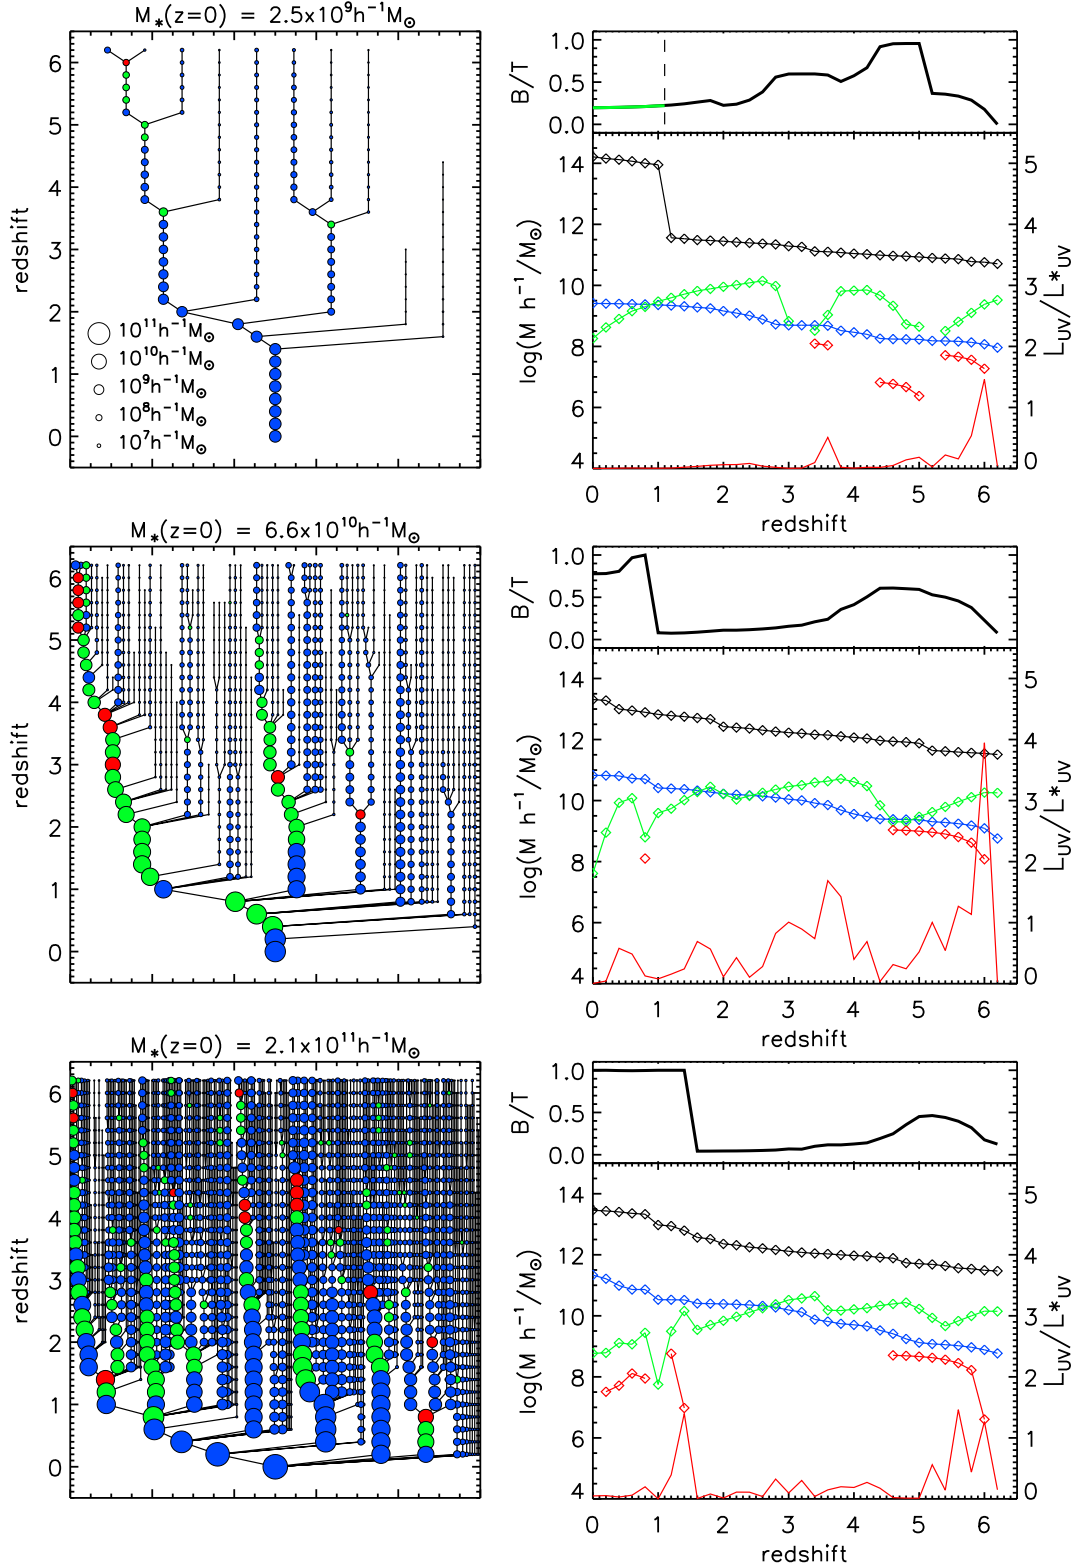 M*(z=0) = 2.5x10⁹h⁻¹M⊙
redshift
6
5
4
3
2
1
0
10¹¹h⁻¹M⊙
10¹⁰h⁻¹M⊙
10⁹h⁻¹M⊙
10⁸h⁻¹M⊙
10⁷h⁻¹M⊙
B/T
1.0
0.5
0.0
log(M h⁻¹/M⊙)
14
12
10
8
6
4
5
4
3
2
1
0
L_UV/L*_UV
0 1 2 3 4 5 6
redshift
M*(z=0) = 6.6x10¹⁰h⁻¹M⊙
redshift
6
5
4
3
2
1
0
B/T
1.0
0.5
0.0
log(M h⁻¹/M⊙)
14
12
10
8
6
4
5
4
3
2
1
0
L_UV/L*_UV
0 1 2 3 4 5 6
redshift
M*(z=0) = 2.1x10¹¹h⁻¹M⊙
redshift
6
5
4
3
2
1
0
B/T
1.0
0.5
0.0
log(M h⁻¹/M⊙)
14
12
10
8
6
4
5
4
3
2
1
0
L_UV/L*_UV
0 1 2 3 4 5 6
redshift